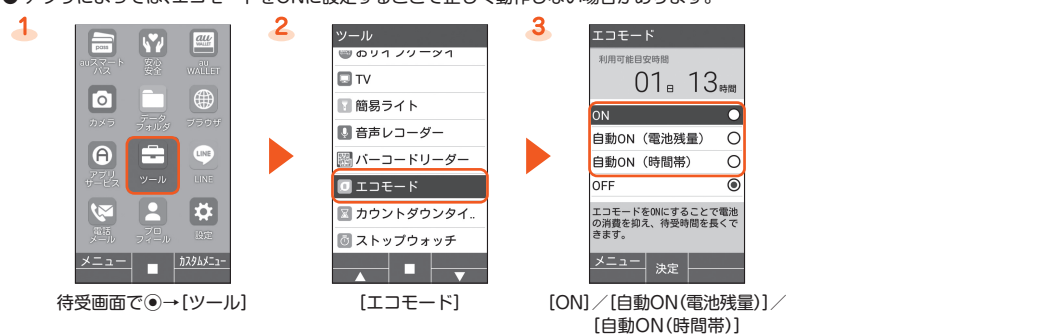 ● アプリによっては、エコモードをONに設定することで正しく動作しない場合があります。
1
pass
auスマート
パス
安心
安全
au
WALLET
au
WALLET
カメラ
データ
フォルダ
ブラウザ
アプリ
サービス
ツール
LINE
LINE
電話
メール
プロ
フィール
設定
メニュー
カスタムメニュー
待受画面で◉→[ツール]
2
ツール
おサイフケータイ
TV
簡易ライト
音声レコーダー
バーコードリーダー
エコモード
カウントダウンタイ..
ストップウォッチ
▲ ■ ▼
[エコモード]
3
エコモード
利用可能目安時間
01日 13時間
ON
自動ON（電池残量）
自動ON（時間帯）
OFF
エコモードをONにすることで電池
の消費を抑え、待受時間を長くで
きます。
メニュー 決定
[ON]／[自動ON(電池残量)]／
[自動ON(時間帯)]